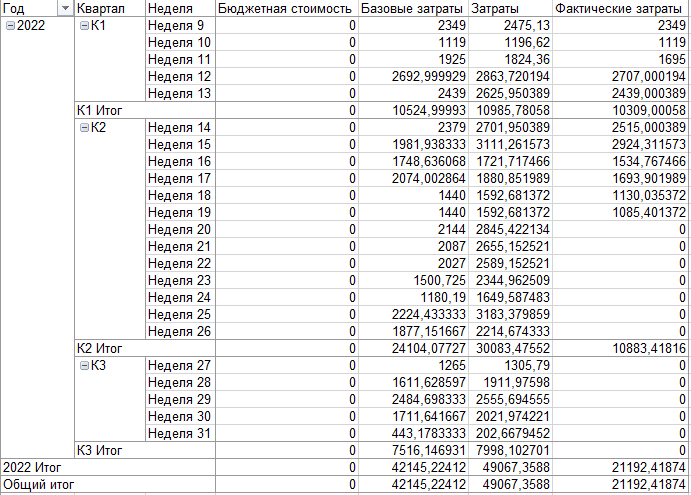 Год Квартал Неделя Бюджетная стоимость Базовые затраты Затраты Фактические затраты
2022 К1 Неделя 9 0 2349 2475,13 2349
Неделя 10 0 1119 1196,62 1119
Неделя 11 0 1925 1824,36 1695
Неделя 12 0 2692,999929 2863,720194 2707,000194
Неделя 13 0 2439 2625,950389 2439,000389
К1 Итог 0 10524,99993 10985,78058 10309,00058
К2 Неделя 14 0 2379 2701,950389 2515,000389
Неделя 15 0 1981,938333 3111,261573 2924,311573
Неделя 16 0 1748,636068 1721,717466 1534,767466
Неделя 17 0 2074,002864 1880,851989 1693,901989
Неделя 18 0 1440 1592,681372 1130,035372
Неделя 19 0 1440 1592,681372 1085,401372
Неделя 20 0 2144 2845,422134 0
Неделя 21 0 2087 2655,152521 0
Неделя 22 0 2027 2589,152521 0
Неделя 23 0 1500,725 2344,962509 0
Неделя 24 0 1180,19 1649,587483 0
Неделя 25 0 2224,433333 3183,379859 0
Неделя 26 0 1877,151667 2214,674333 0
К2 Итог 0 24104,07727 30083,47552 10883,41816
К3 Неделя 27 0 1265 1305,79 0
Неделя 28 0 1611,628597 1911,97598 0
Неделя 29 0 2484,698333 2555,694555 0
Неделя 30 0 1711,641667 2021,974221 0
Неделя 31 0 443,1783333 202,6679452 0
К3 Итог 0 7516,146931 7998,102701 0
2022 Итог 0 42145,22412 49067,3588 21192,41874
Общий итог 0 42145,22412 49067,3588 21192,41874